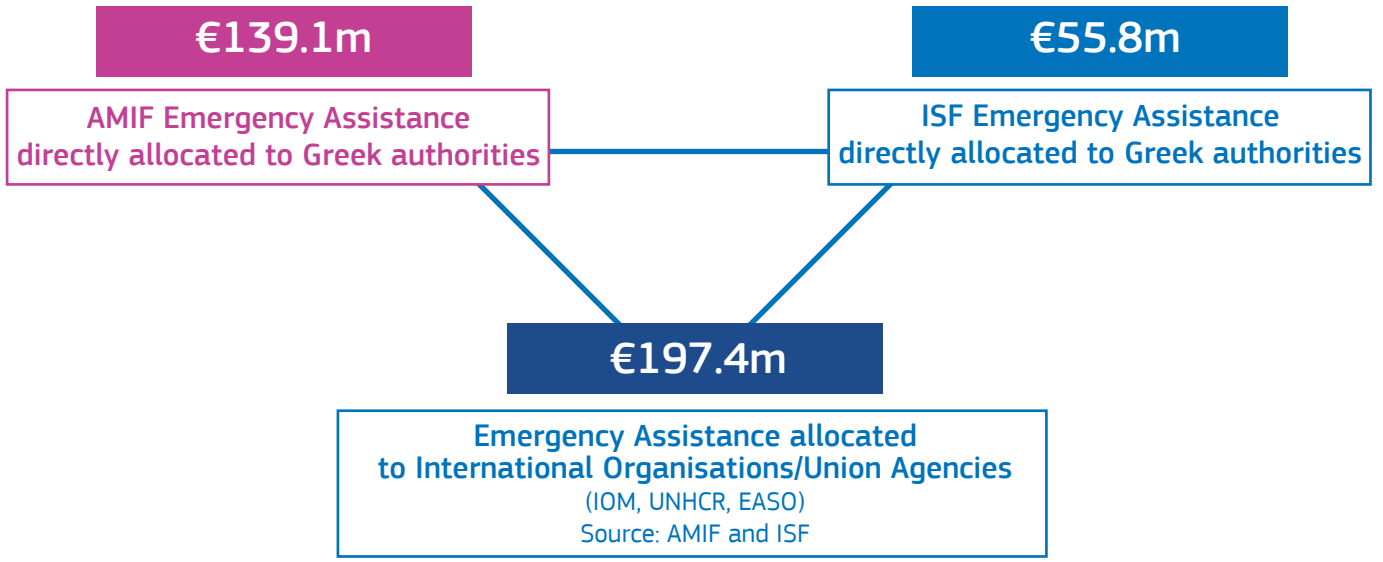 €139.1m
AMIF Emergency Assistance
directly allocated to Greek authorities
€55.8m
ISF Emergency Assistance
directly allocated to Greek authorities
€197.4m
Emergency Assistance allocated
to International Organisations/Union Agencies
(IOM, UNHCR, EASO)
Source: AMIF and ISF